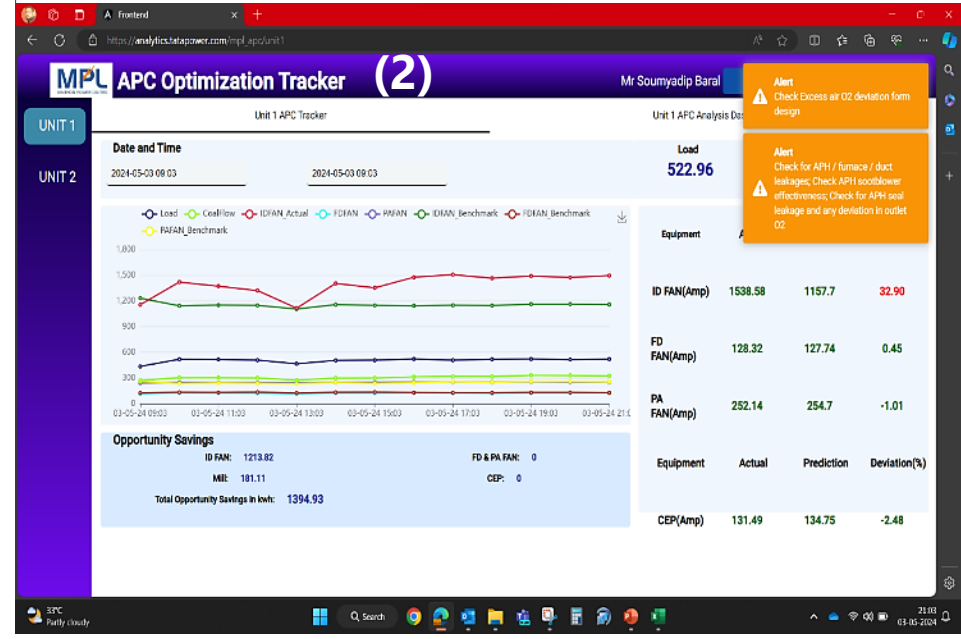 Frontend
https://analytics.tatapower.com/mpl_apc/unit1
MPL
APC Optimization Tracker
(2)
Mr Soumyadip Baral
Alert
Check Excess air O2 deviation form
design
Alert
Check for APH / furnace / duct
leakages; Check APH sootblower
effectiveness; Check for APH seal
leakage and any deviation in outlet
O2
UNIT 1
UNIT 2
Unit 1 APC Tracker
Unit 1 APC Analysis Das
Date and Time
2024-05-03 09:03
2024-05-03 09:03
Load
522.96
Load CoalFlow IDFAN_Actual FDFAN PAFAN IDFAN_Benchmark FDFAN_Benchmark
PAFAN_Benchmark
1,800
1,500
1,200
900
600
300
0
03-05-24 09:03 03-05-24 11:03 03-05-24 13:03 03-05-24 15:03 03-05-24 17:03 03-05-24 19:03 03-05-24 21:0
Equipment A
ID FAN(Amp) 1538.58 1157.7 32.90
FD
FAN(Amp) 128.32 127.74 0.45
PA
FAN(Amp) 252.14 254.7 -1.01
Equipment Actual Prediction Deviation(%)
CEP(Amp) 131.49 134.75 -2.48
Opportunity Savings
ID FAN: 1213.82 FD & PA FAN: 0
Mill: 181.11 CEP: 0
Total Opportunity Savings in kwh: 1394.93
33°C
Partly cloudy
Search
21:03
03-05-2024